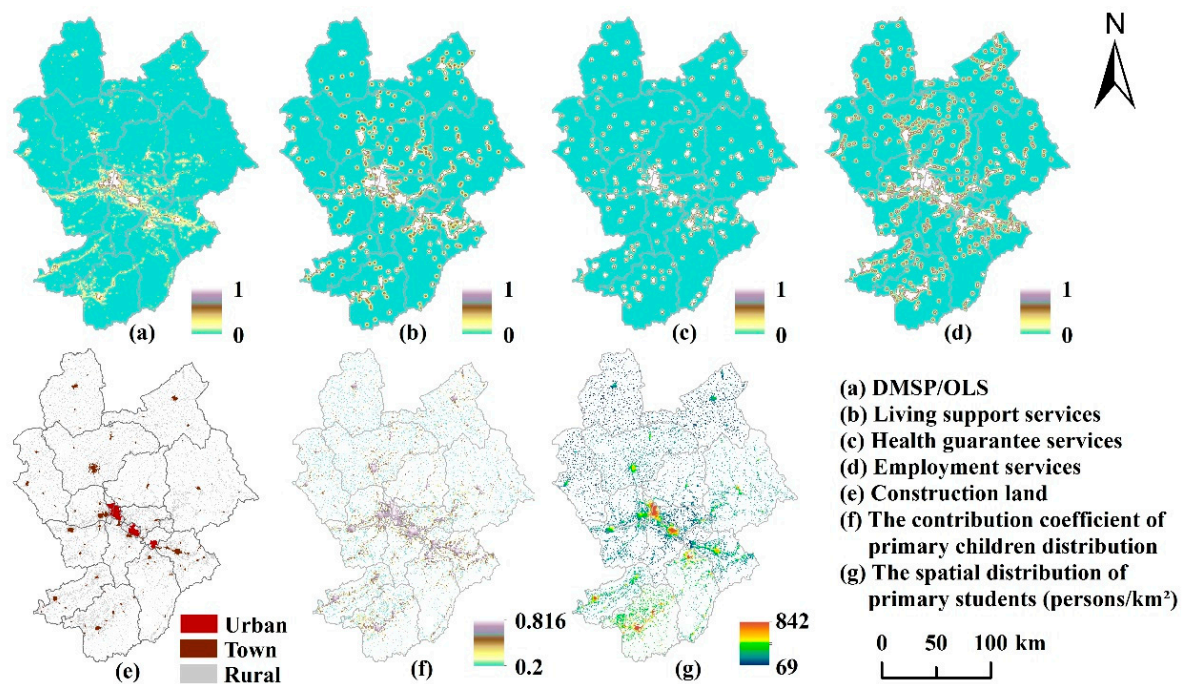 N
1
0
(a)
1
0
(b)
1
0
(c)
1
0
(d)
Urban
Town
Rural
(e)
0.816
0.2
(f)
842
69
(g)
(a) DMSP/OLS
(b) Living support services
(c) Health guarantee services
(d) Employment services
(e) Construction land
(f) The contribution coefficient of
primary children distribution
(g) The spatial distribution of
primary students (persons/km²)
0 50 100 km